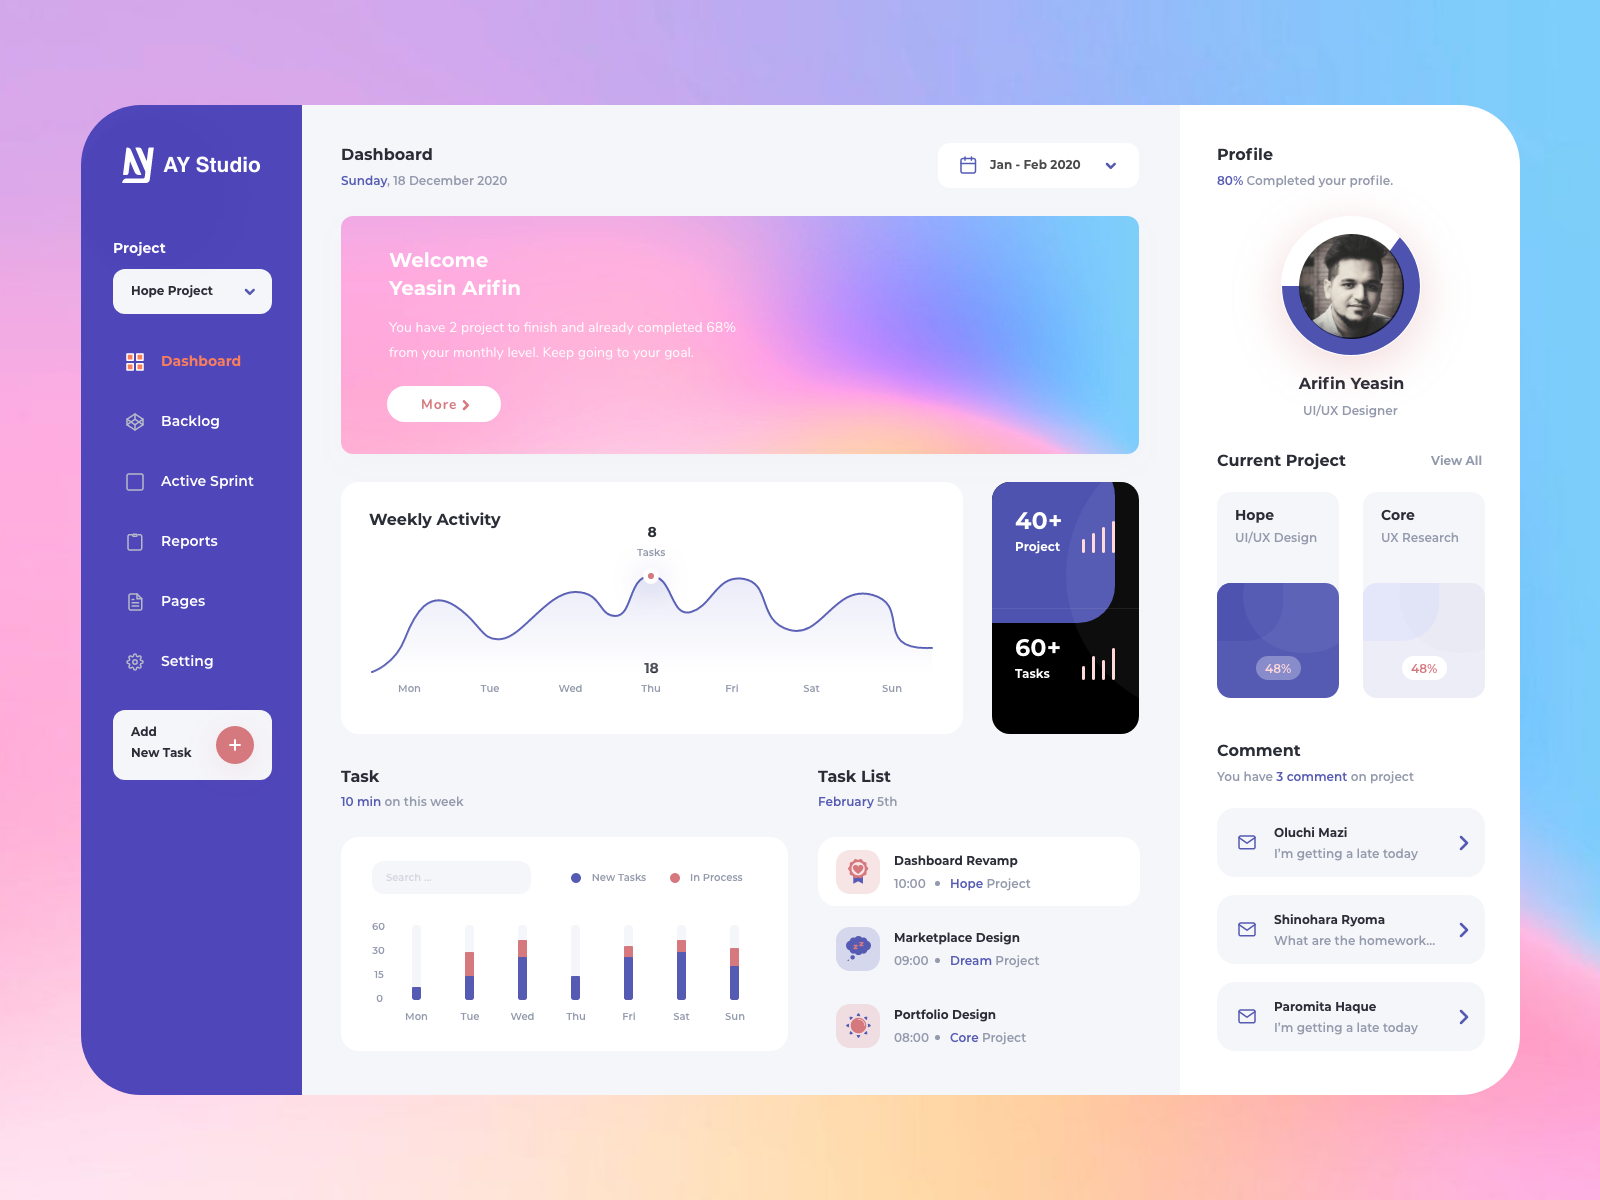 AY Studio
Project
Hope Project
Dashboard
Backlog
Active Sprint
Reports
Pages
Setting
Add
New Task
Dashboard
Sunday, 18 December 2020
Jan - Feb 2020
Welcome
Yeasin Arifin
You have 2 project to finish and already completed 68%
from your monthly level. Keep going to your goal.
More
Weekly Activity
8
Tasks
18
Mon Tue Wed Thu Fri Sat Sun
40+
Project
60+
Tasks
Task
10 min on this week
Search ...
New Tasks In Process
60
30
15
0
Mon Tue Wed Thu Fri Sat Sun
Task List
February 5th
Dashboard Revamp
10:00 • Hope Project
Marketplace Design
09:00 • Dream Project
Portfolio Design
08:00 • Core Project
Profile
80% Completed your profile.
Arifin Yeasin
UI/UX Designer
Current Project View All
Hope
UI/UX Design
48%
Core
UX Research
48%
Comment
You have 3 comment on project
Oluchi Mazi
I'm getting a late today
Shinohara Ryoma
What are the homework...
Paromita Haque
I'm getting a late today